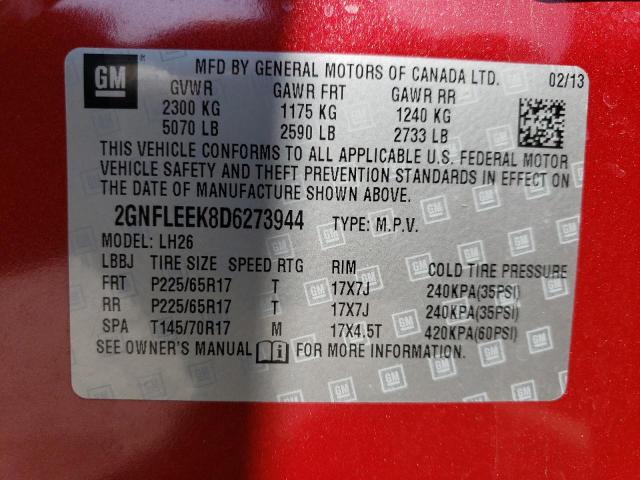 GM
MFD BY GENERAL MOTORS OF CANADA LTD. 02/13
GVWR GAWR FRT GAWR RR
2300 KG 1175 KG 1240 KG
5070 LB 2590 LB 2733 LB
THIS VEHICLE CONFORMS TO ALL APPLICABLE U.S. FEDERAL MOTOR
VEHICLE SAFETY AND THEFT PREVENTION STANDARDS IN EFFECT ON
THE DATE OF MANUFACTURE SHOWN ABOVE.
2GNFLEEK8D6273944 TYPE: M.P.V.
MODEL: LH26
LBBJ TIRE SIZE SPEED RTG RIM COLD TIRE PRESSURE
FRT P225/65R17 T 17X7J 240KPA(35PSI)
RR P225/65R17 T 17X7J 240KPA(35PSI)
SPA T145/70R17 M 17X4.5T 420KPA(60PSI)
SEE OWNER'S MANUAL FOR MORE INFORMATION.